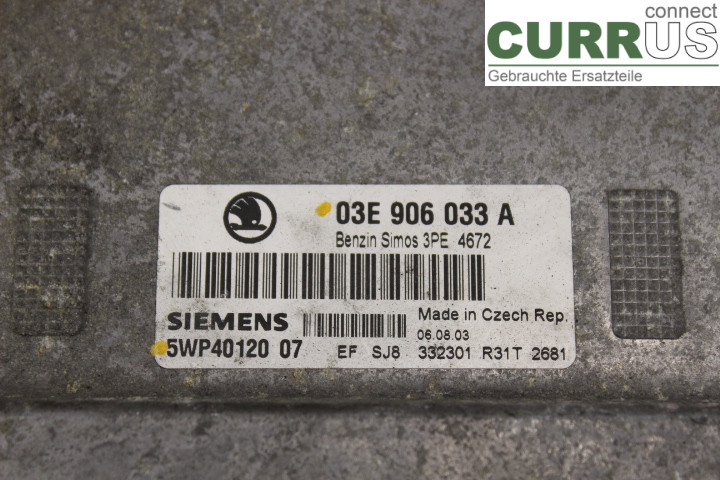 connect
CURRUS
Gebrauchte Ersatzteile
03E 906 033 A
Benzin Simos 3PE 4672
SIEMENS
Made in Czech Rep.
06.08.03
5WP40120 07 EF SJ8 332301 R31T 2681